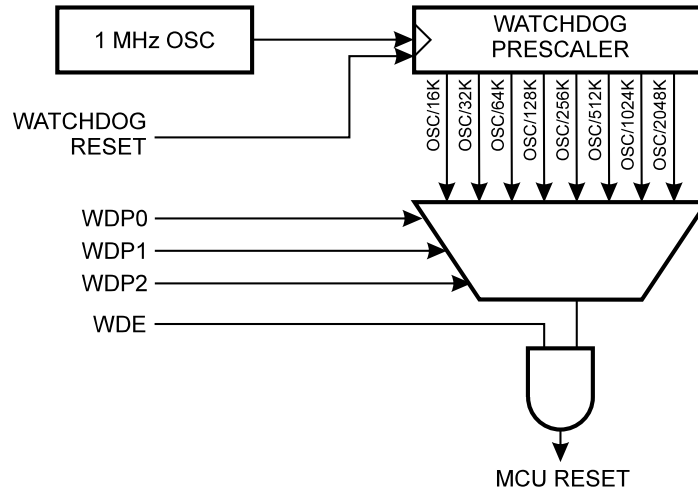 1 MHz OSC
WATCHDOG
PRESCALER
WATCHDOG
RESET
OSC/16K
OSC/32K
OSC/64K
OSC/128K
OSC/256K
OSC/512K
OSC/1024K
OSC/2048K
WDP0
WDP1
WDP2
WDE
MCU RESET